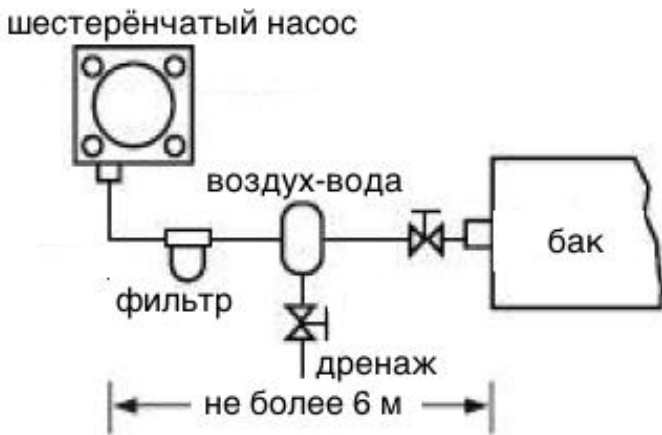 шестерёнчатый насос
воздух-вода
бак
фильтр
дренаж
не более 6 м